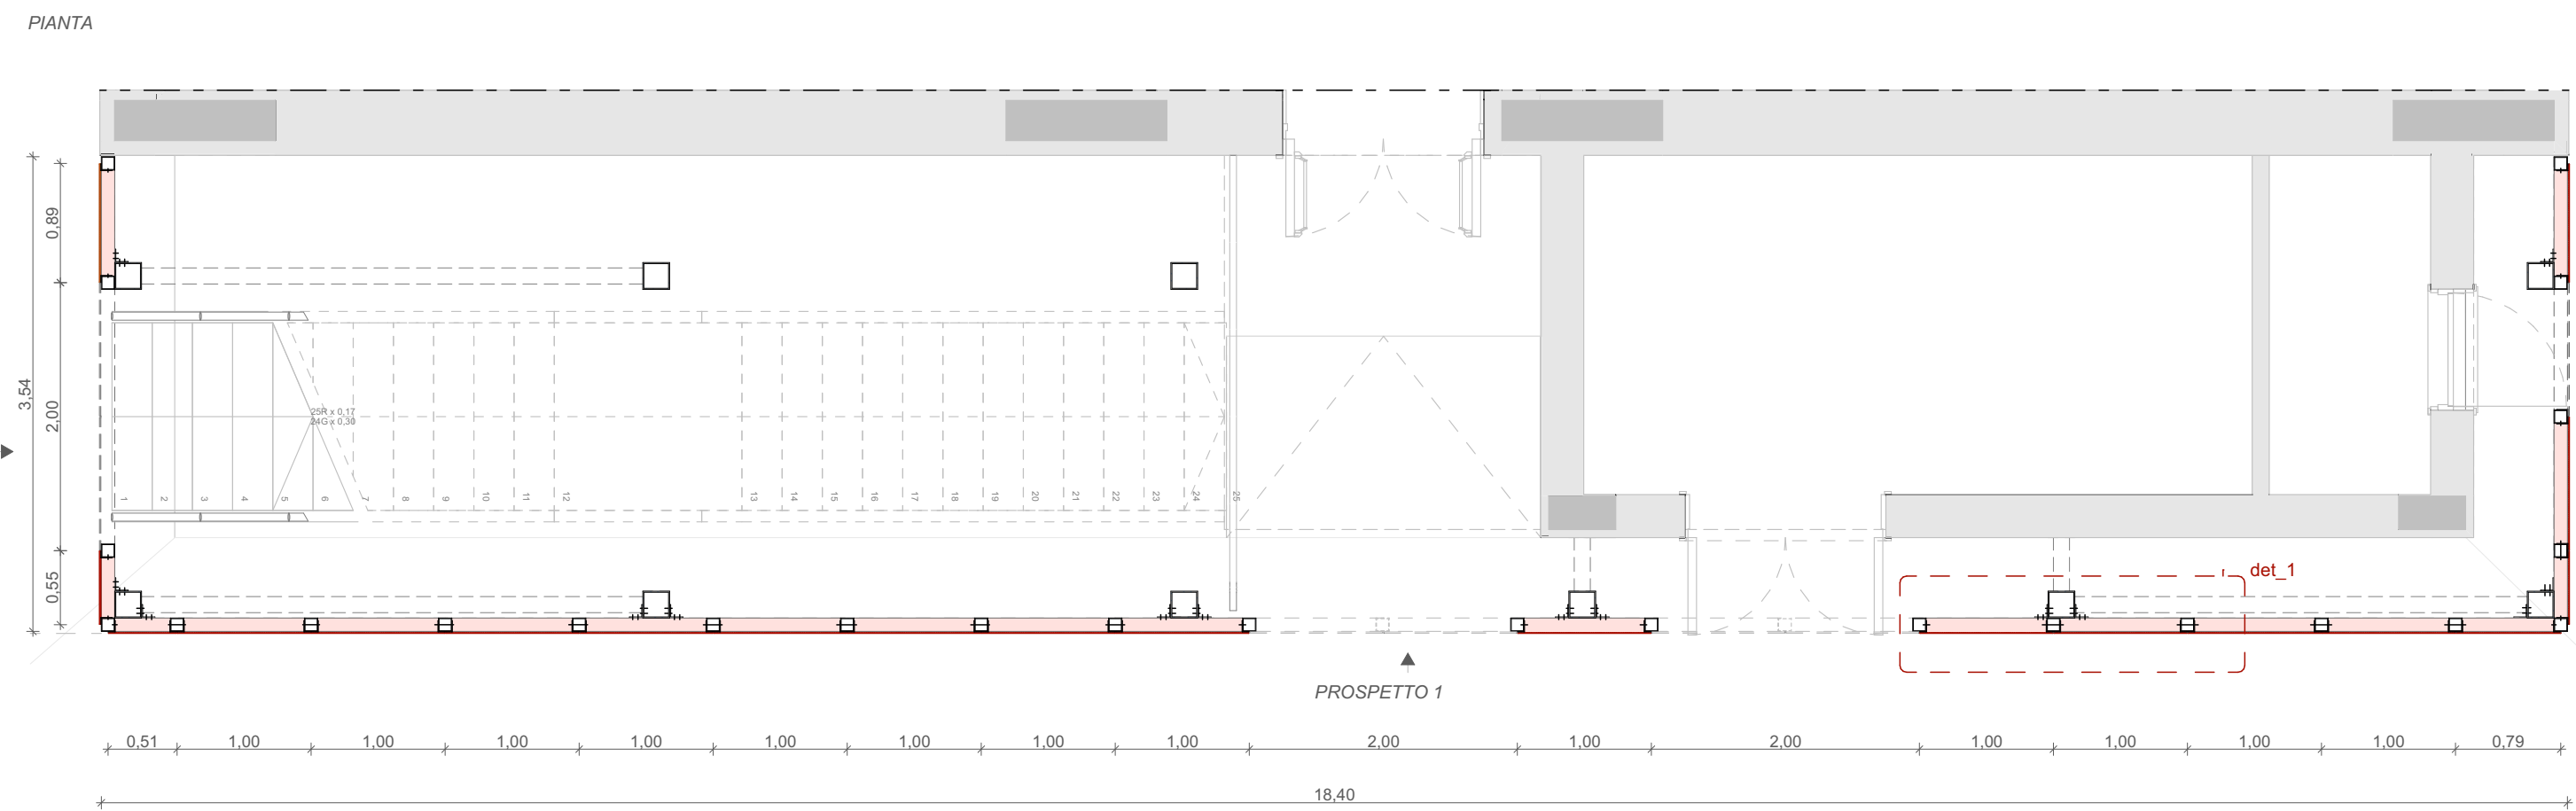 PIANTA
0,89
3,54
2,00
0,55
25R x 0,17
24G x 0,30
1 2 3 4 5 6 7 8 9 10 11 12 13 14 15 16 17 18 19 20 21 22 23 24 25
det_1
PROSPETTO 1
0,51 1,00 1,00 1,00 1,00 1,00 1,00 1,00 1,00 2,00 1,00 2,00 1,00 1,00 1,00 1,00 0,79
18,40